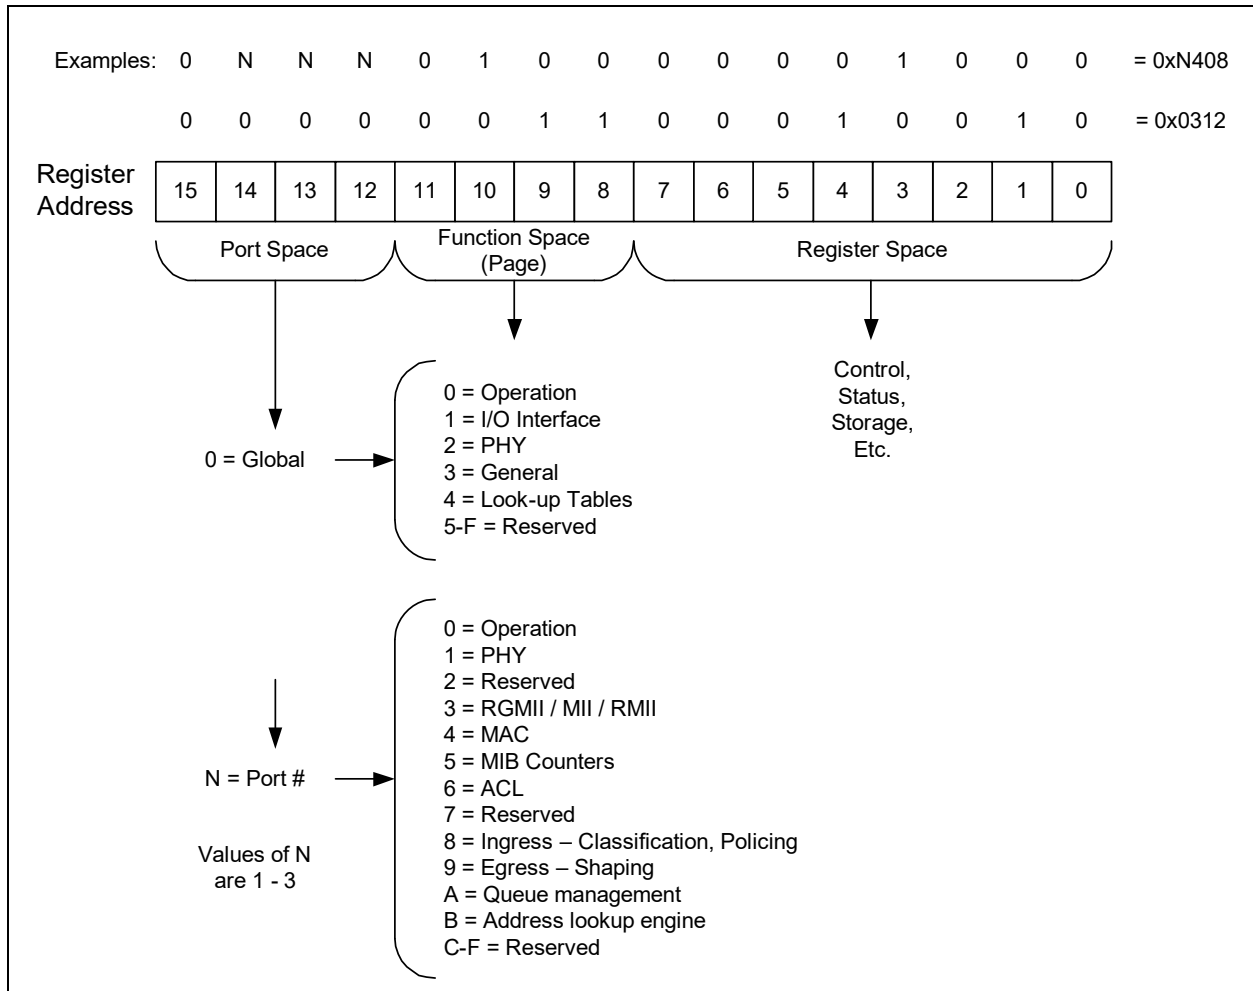 Examples: 0 N N N 0 1 0 0 0 0 0 0 1 0 0 0 = 0xN408
0 0 0 0 0 0 1 1 0 0 0 1 0 0 1 0 = 0x0312
Register Address
15 14 13 12 11 10 9 8 7 6 5 4 3 2 1 0
Port Space
Function Space
(Page)
Register Space
Control,
Status,
Storage,
Etc.
0 = Global
0 = Operation
1 = I/O Interface
2 = PHY
3 = General
4 = Look-up Tables
5-F = Reserved
N = Port #
Values of N
are 1 - 3
0 = Operation
1 = PHY
2 = Reserved
3 = RGMII / MII / RMII
4 = MAC
5 = MIB Counters
6 = ACL
7 = Reserved
8 = Ingress – Classification, Policing
9 = Egress – Shaping
A = Queue management
B = Address lookup engine
C-F = Reserved